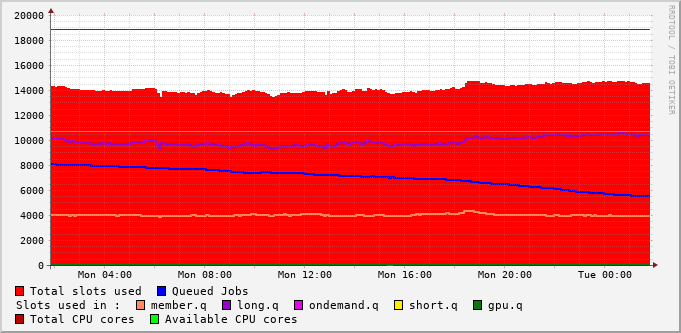 RRDTOOL / TOBI OETIKER
20000
18000
16000
14000
12000
10000
8000
6000
4000
2000
0
Mon 04:00 Mon 08:00 Mon 12:00 Mon 16:00 Mon 20:00 Tue 00:00
Total slots used Queued Jobs
Slots used in : member.q long.q ondemand.q short.q gpu.q
Total CPU cores Available CPU cores